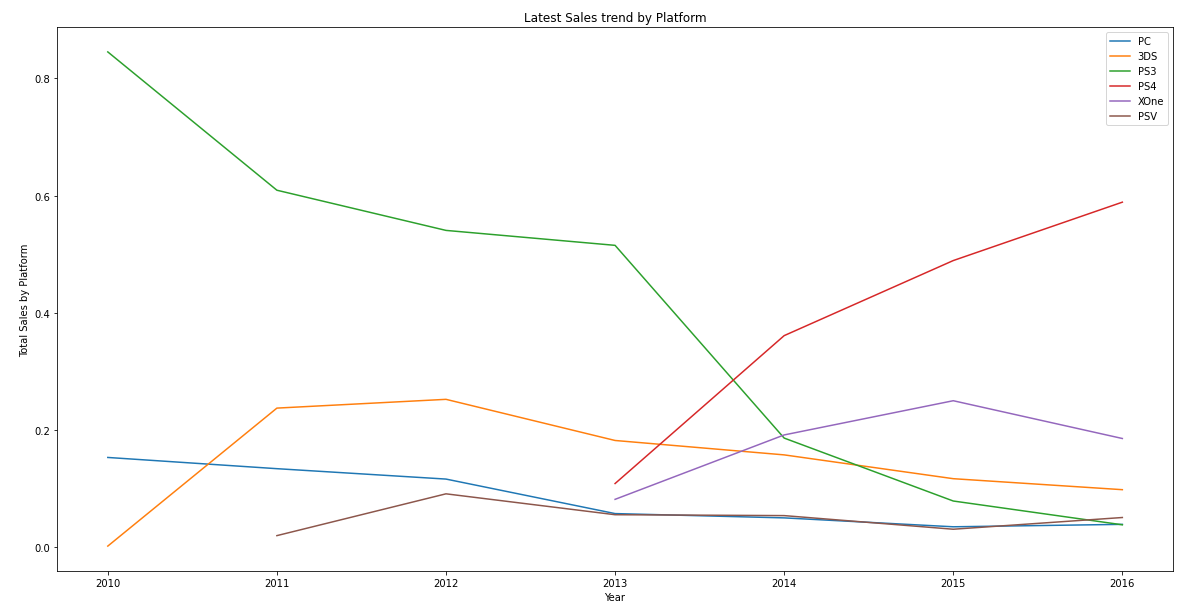 Latest Sales trend by Platform
PC
3DS
PS3
PS4
XOne
PSV
Total Sales by Platform
0.8
0.6
0.4
0.2
0.0
2010 2011 2012 2013 2014 2015 2016
Year